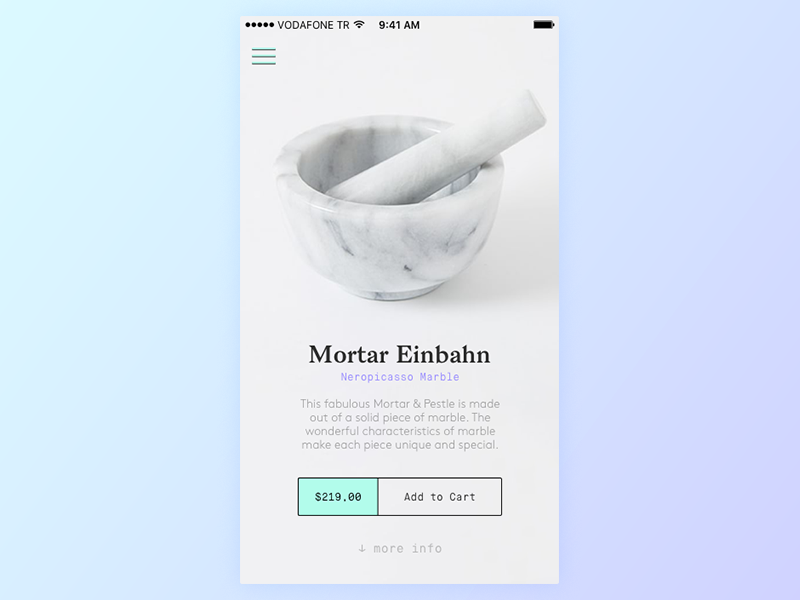 VODAFONE TR 9:41 AM
Mortar Einbahn
Neropicasso Marble
This fabulous Mortar & Pestle is made
out of a solid piece of marble. The
wonderful characteristics of marble
make each piece unique and special.
$219,00 Add to Cart
↓ more info